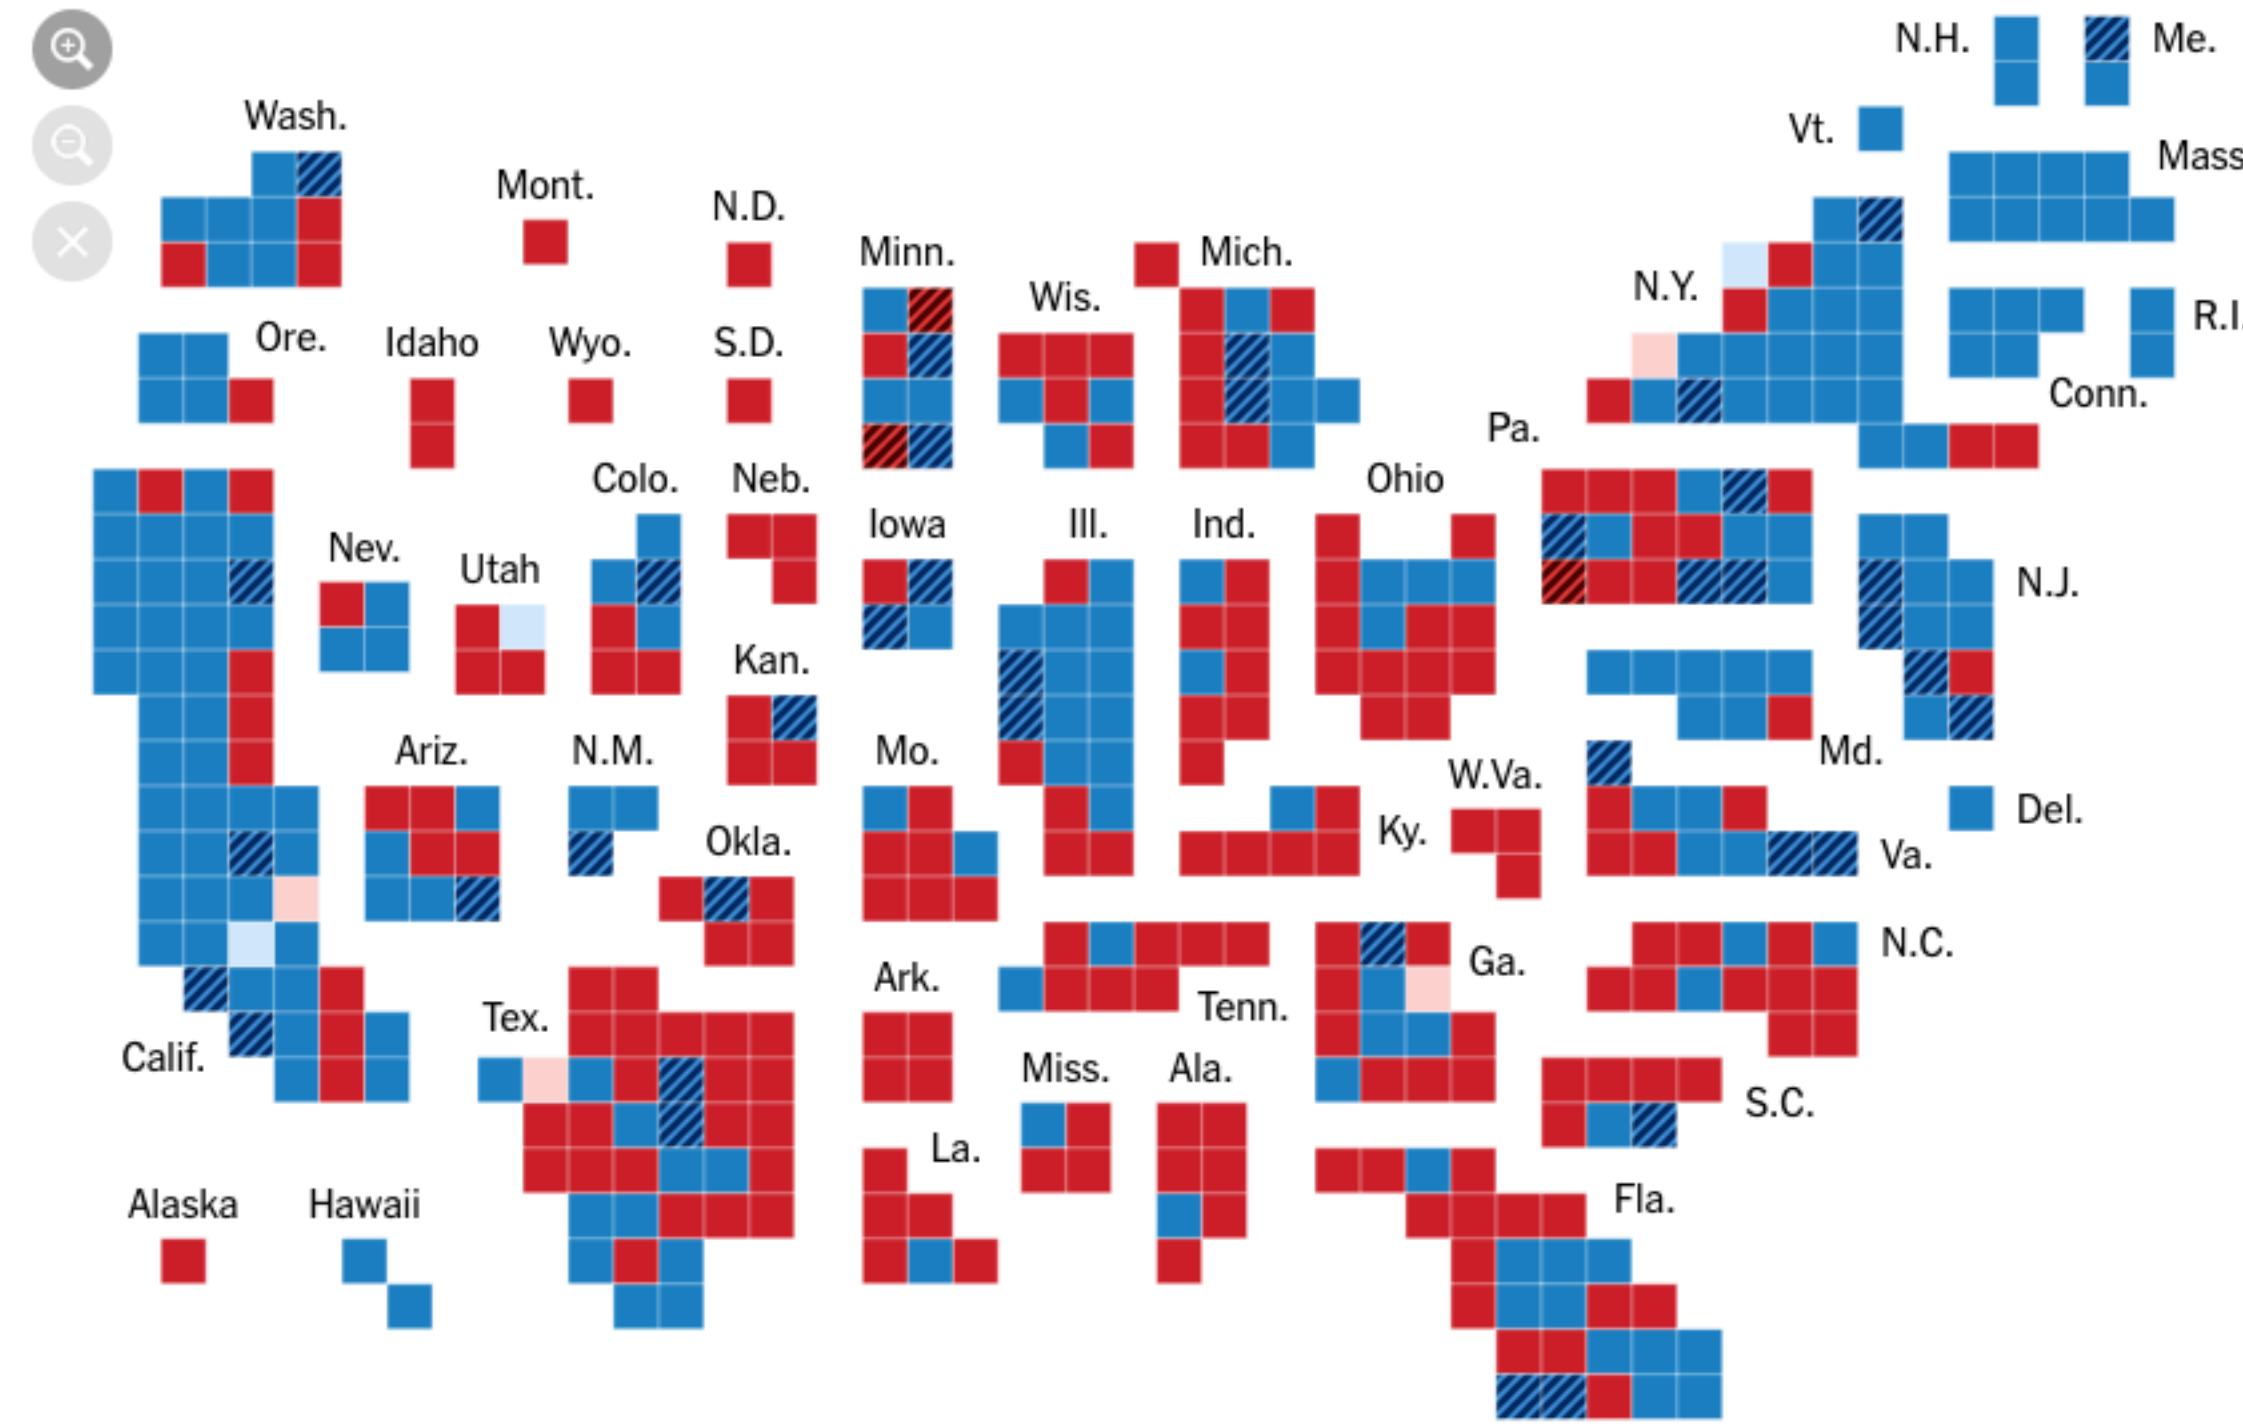 N.H.
Me.
Wash.
Vt.
Mass
Mont.
N.D.
Minn.
Mich.
Wis.
N.Y.
R.I.
Ore.
Idaho
Wyo.
S.D.
Conn.
Pa.
Colo.
Neb.
Ohio
Iowa
Ill.
Ind.
Nev.
Utah
N.J.
Kan.
Ariz.
N.M.
Mo.
Md.
W.Va.
Okla.
Ky.
Del.
Va.
Ark.
Ga.
N.C.
Tex.
Tenn.
Calif.
Miss.
Ala.
S.C.
La.
Alaska
Hawaii
Fla.